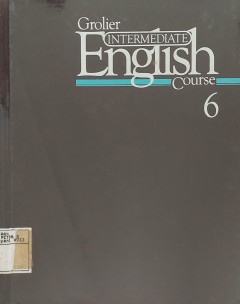 Grolier
INTERMEDIATE
English
Course
6